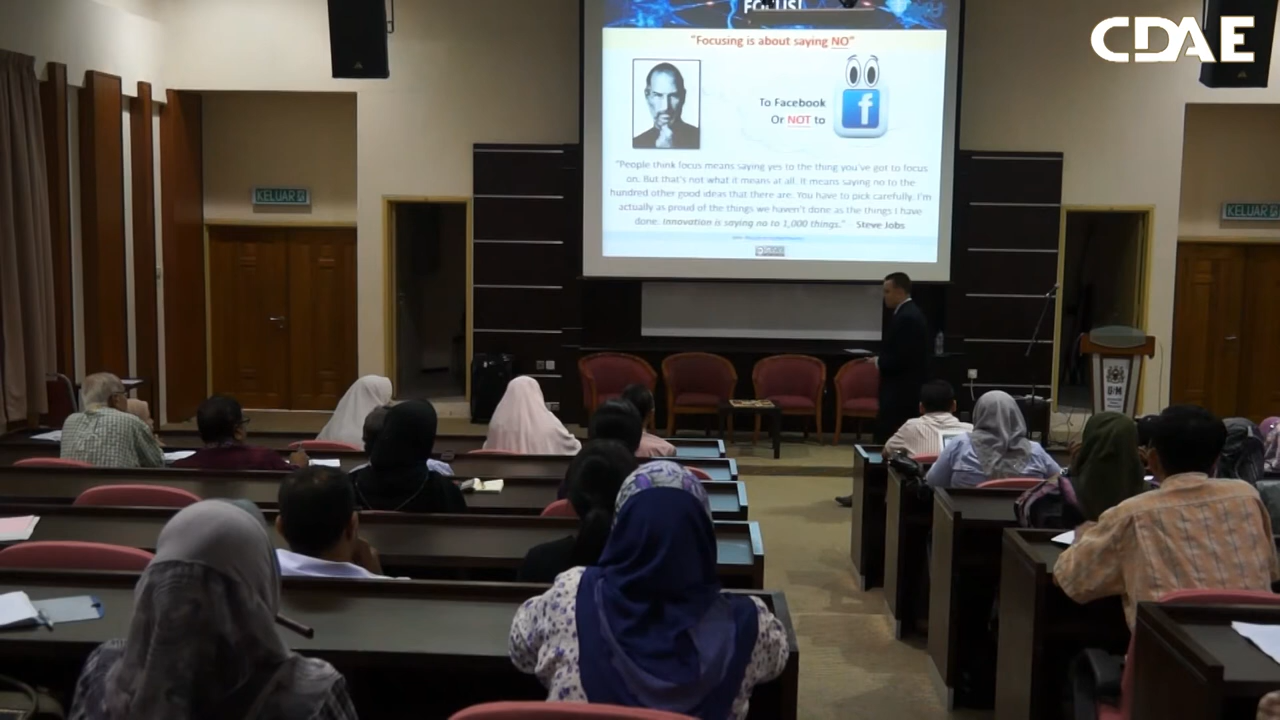 FOCUS!
CDAE
"Focusing is about saying NO"
To Facebook
Or NOT to
f
"People think focus means saying yes to the thing you've got to focus
on. But that's not what it means at all. It means saying no to the
hundred other good ideas that there are. You have to pick carefully. I'm
actually as proud of the things we haven't done as the things I have
done. Innovation is saying no to 1,000 things." Steve Jobs
KELUAR
KELUAR